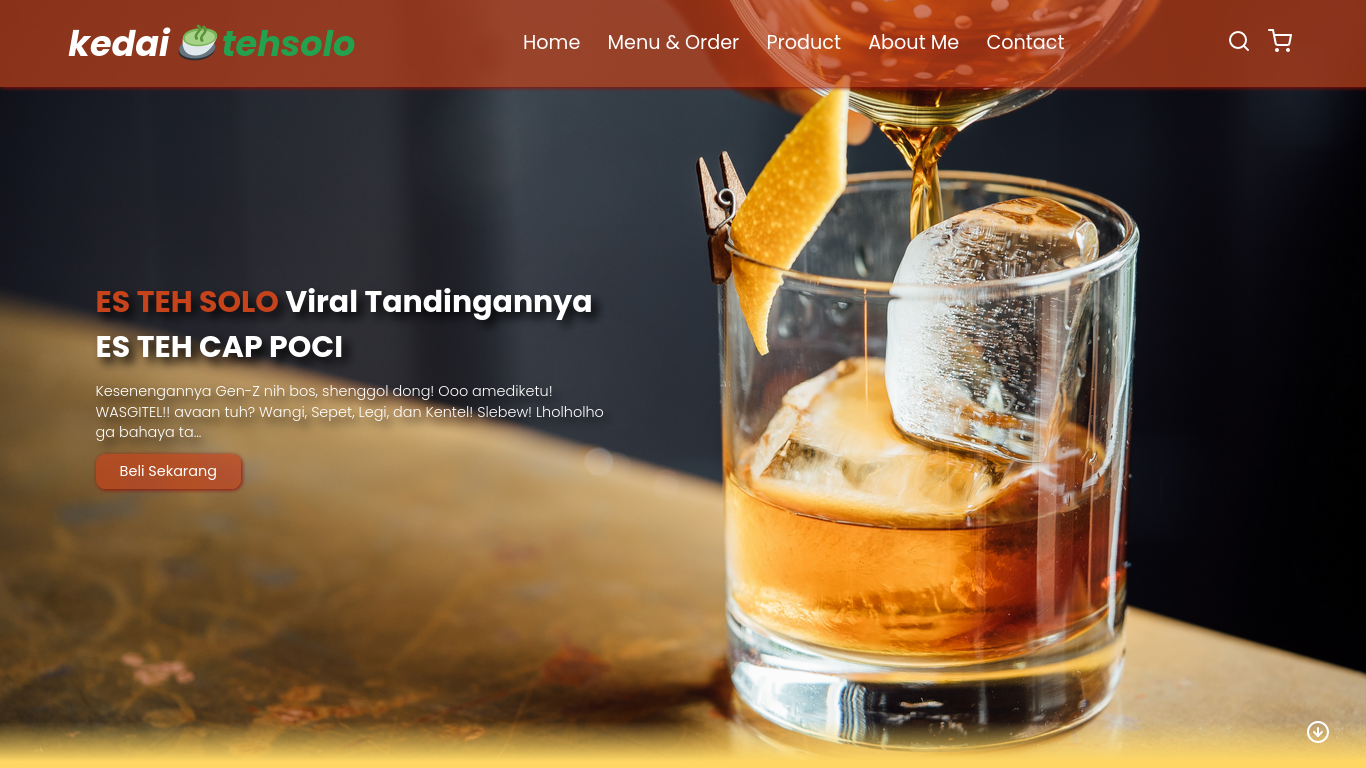 kedai tehsolo
Home Menu & Order Product About Me Contact
ES TEH SOLO Viral Tandingannya
ES TEH CAP POCI
Kesenengannya Gen-Z nih bos, shenggol dong! Ooo amediketu!
WASGITEL!! avaan tuh? Wangi, Sepet, Legi, dan Kentel! Slebew! Lholholho
ga bahaya ta...
Beli Sekarang